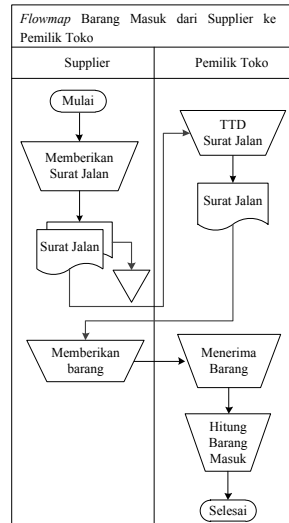 Flowmap Barang Masuk dari Supplier ke
Pemilik Toko
Supplier
Pemilik Toko
Mulai
Memberikan
Surat Jalan
Surat Jalan
TTD
Surat Jalan
Surat Jalan
Memberikan
barang
Menerima
Barang
Hitung
Barang
Masuk
Selesai